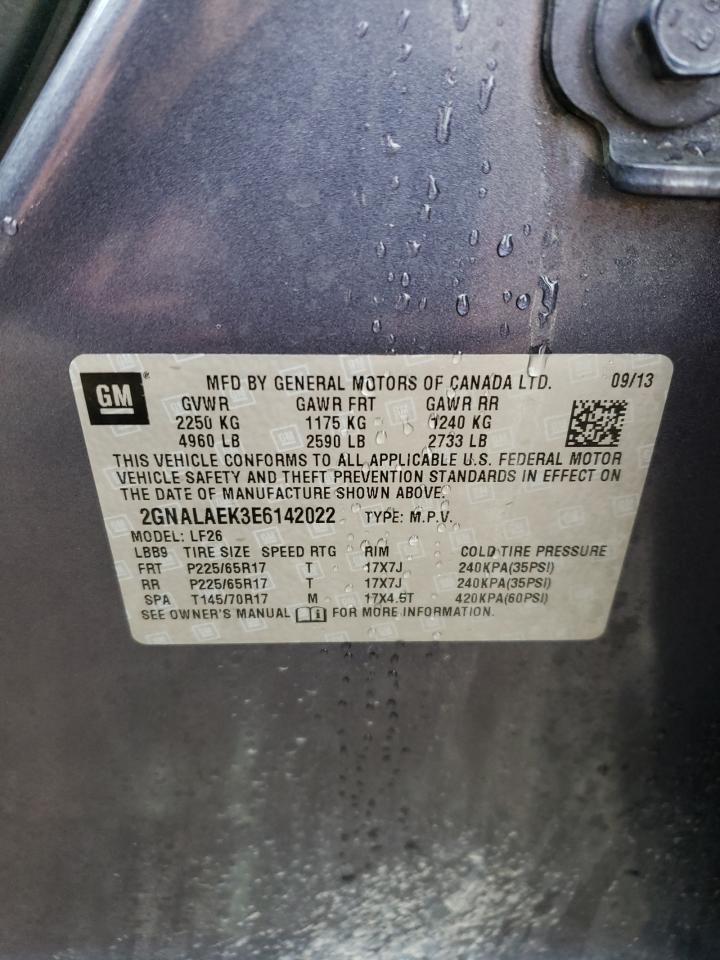 GM® MFD BY GENERAL MOTORS OF CANADA LTD. 09/13
GVWR GAWR FRT GAWR RR
2250 KG 1175 KG 1240 KG
4960 LB 2590 LB 2733 LB
THIS VEHICLE CONFORMS TO ALL APPLICABLE U.S. FEDERAL MOTOR
VEHICLE SAFETY AND THEFT PREVENTION STANDARDS IN EFFECT ON
THE DATE OF MANUFACTURE SHOWN ABOVE.
2GNALAEK3E6142022 TYPE: M.P.V.
MODEL: LF26
LBB9 TIRE SIZE SPEED RTG RIM COLD TIRE PRESSURE
FRT P225/65R17 T 17X7J 240KPA(35PSI)
RR P225/65R17 T 17X7J 240KPA(35PSI)
SPA T145/70R17 M 17X4.5T 420KPA(60PSI)
SEE OWNER'S MANUAL FOR MORE INFORMATION.